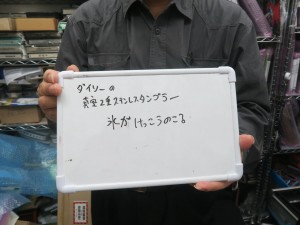 ダイソーの
真空2重ステンレスタンブラー
氷がけっこうのこる